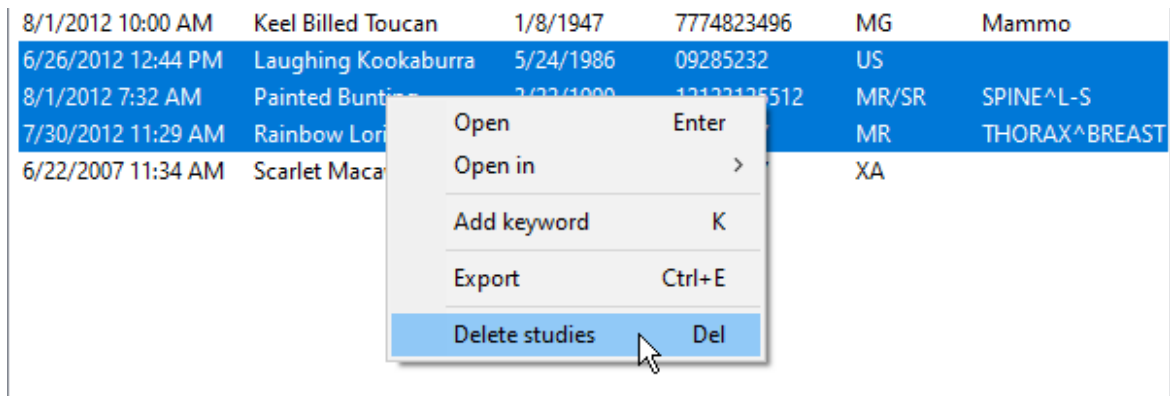 8/1/2012 10:00 AM Keel Billed Toucan 1/8/1947 7774823496 MG Mammo
6/26/2012 12:44 PM Laughing Kookaburra 5/24/1986 09285232 US
8/1/2012 7:32 AM Painted 5512 MR/SR SPINE^L-S
Open Enter
7/30/2012 11:29 AM Rainbow Lori MR THORAX^BREAST
Open in >
6/22/2007 11:34 AM Scarlet Maca XA
Add keyword K
Export Ctrl+E
Delete studies Del